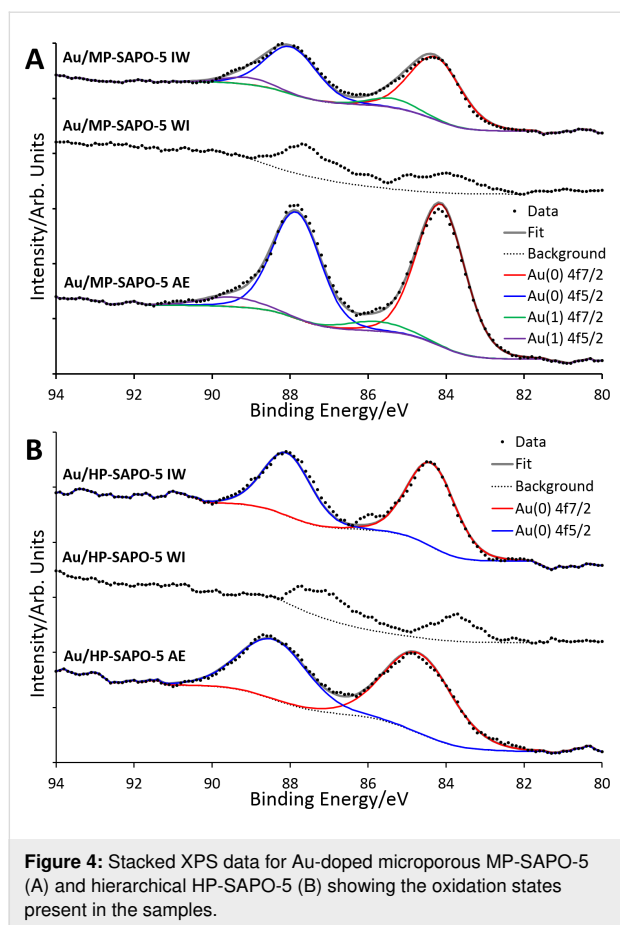 A
Au/MP-SAPO-5 IW
Au/MP-SAPO-5 WI
Au/MP-SAPO-5 AE
Intensity/Arb. Units
Data
Fit
Background
Au(0) 4f7/2
Au(0) 4f5/2
Au(1) 4f7/2
Au(1) 4f5/2
94 92 90 88 86 84 82 80
Binding Energy/eV
B
Au/HP-SAPO-5 IW
Au/HP-SAPO-5 WI
Au/HP-SAPO-5 AE
Intensity/Arb. Units
Data
Fit
Background
Au(0) 4f7/2
Au(0) 4f5/2
94 92 90 88 86 84 82 80
Binding Energy/eV
Figure 4: Stacked XPS data for Au-doped microporous MP-SAPO-5
(A) and hierarchical HP-SAPO-5 (B) showing the oxidation states
present in the samples.